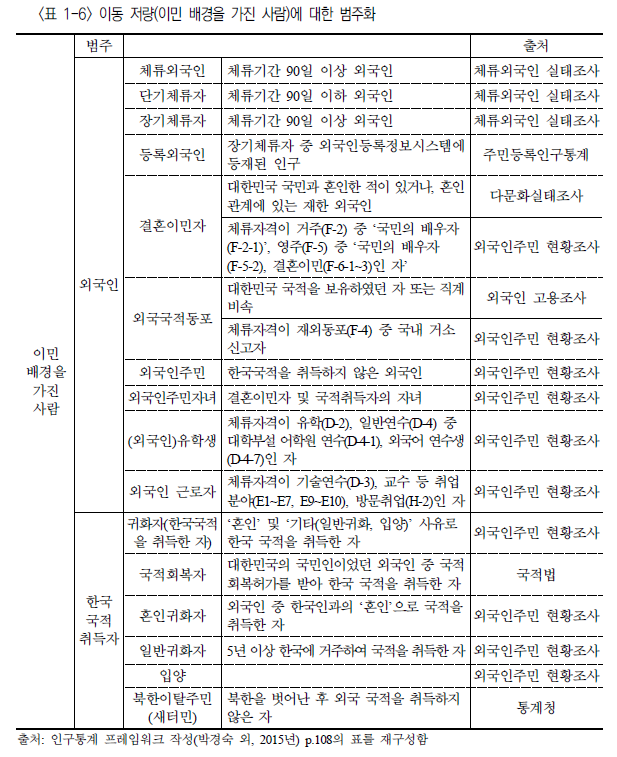 <표 1-6> 이동 저량(이민 배경을 가진 사람)에 대한 범주화
범주 출처
이민
배경을
가진
사람
외국인
체류외국인 체류기간 90일 이상 외국인 체류외국인 실태조사
단기체류자 체류기간 90일 이하 외국인 체류외국인 실태조사
장기체류자 체류기간 90일 이상 외국인 체류외국인 실태조사
등록외국인
장기체류자 중 외국인등록정보시스템에
등재된 인구
주민등록인구통계
결혼이민자
대한민국 국민과 혼인한 적이 있거나, 혼인
관계에 있는 재한 외국인
다문화실태조사
체류자격이 거주(F-2) 중 ‘국민의 배우자
(F-2-1)’, 영주(F-5) 중 ‘국민의 배우자
(F-5-2), 결혼이민(F-6-1~3)인 자’
외국인주민 현황조사
외국국적동포
대한민국 국적을 보유하였던 자 또는 직계
비속
외국인 고용조사
체류자격이 재외동포(F-4) 중 국내 거소
신고자
외국인주민 현황조사
외국인주민 한국국적을 취득하지 않은 외국인 외국인주민 현황조사
외국인주민자녀 결혼이민자 및 국적취득자의 자녀 외국인주민 현황조사
(외국인)유학생
체류자격이 유학(D-2), 일반연수(D-4) 중
대학부설 어학원 연수(D-4-1), 외국어 연수생
(D-4-7)인 자
외국인주민 현황조사
외국인 근로자
체류자격이 기술연수(D-3), 교수 등 취업
분야(E1~E7, E9~E10), 방문취업(H-2)인 자
외국인주민 현황조사
한국
국적
취득자
귀화자(한국국적
을 취득한 자)
‘혼인’ 및 ‘기타(일반귀화, 입양)’ 사유로
한국 국적을 취득한 자
외국인주민 현황조사
국적회복자
대한민국의 국민인이었던 외국인 중 국적
회복허가를 받아 한국 국적을 취득한 자
국적법
혼인귀화자
외국인 중 한국인과의 ‘혼인’으로 국적을
취득한 자
외국인주민 현황조사
일반귀화자 5년 이상 한국에 거주하여 국적을 취득한 자 외국인주민 현황조사
입양 외국인주민 현황조사
북한이탈주민
(새터민)
북한을 벗어난 후 외국 국적을 취득하지
않은 자
통계청
출처: 인구통계 프레임워크 작성(박경숙 외, 2015년) p.108의 표를 재구성함